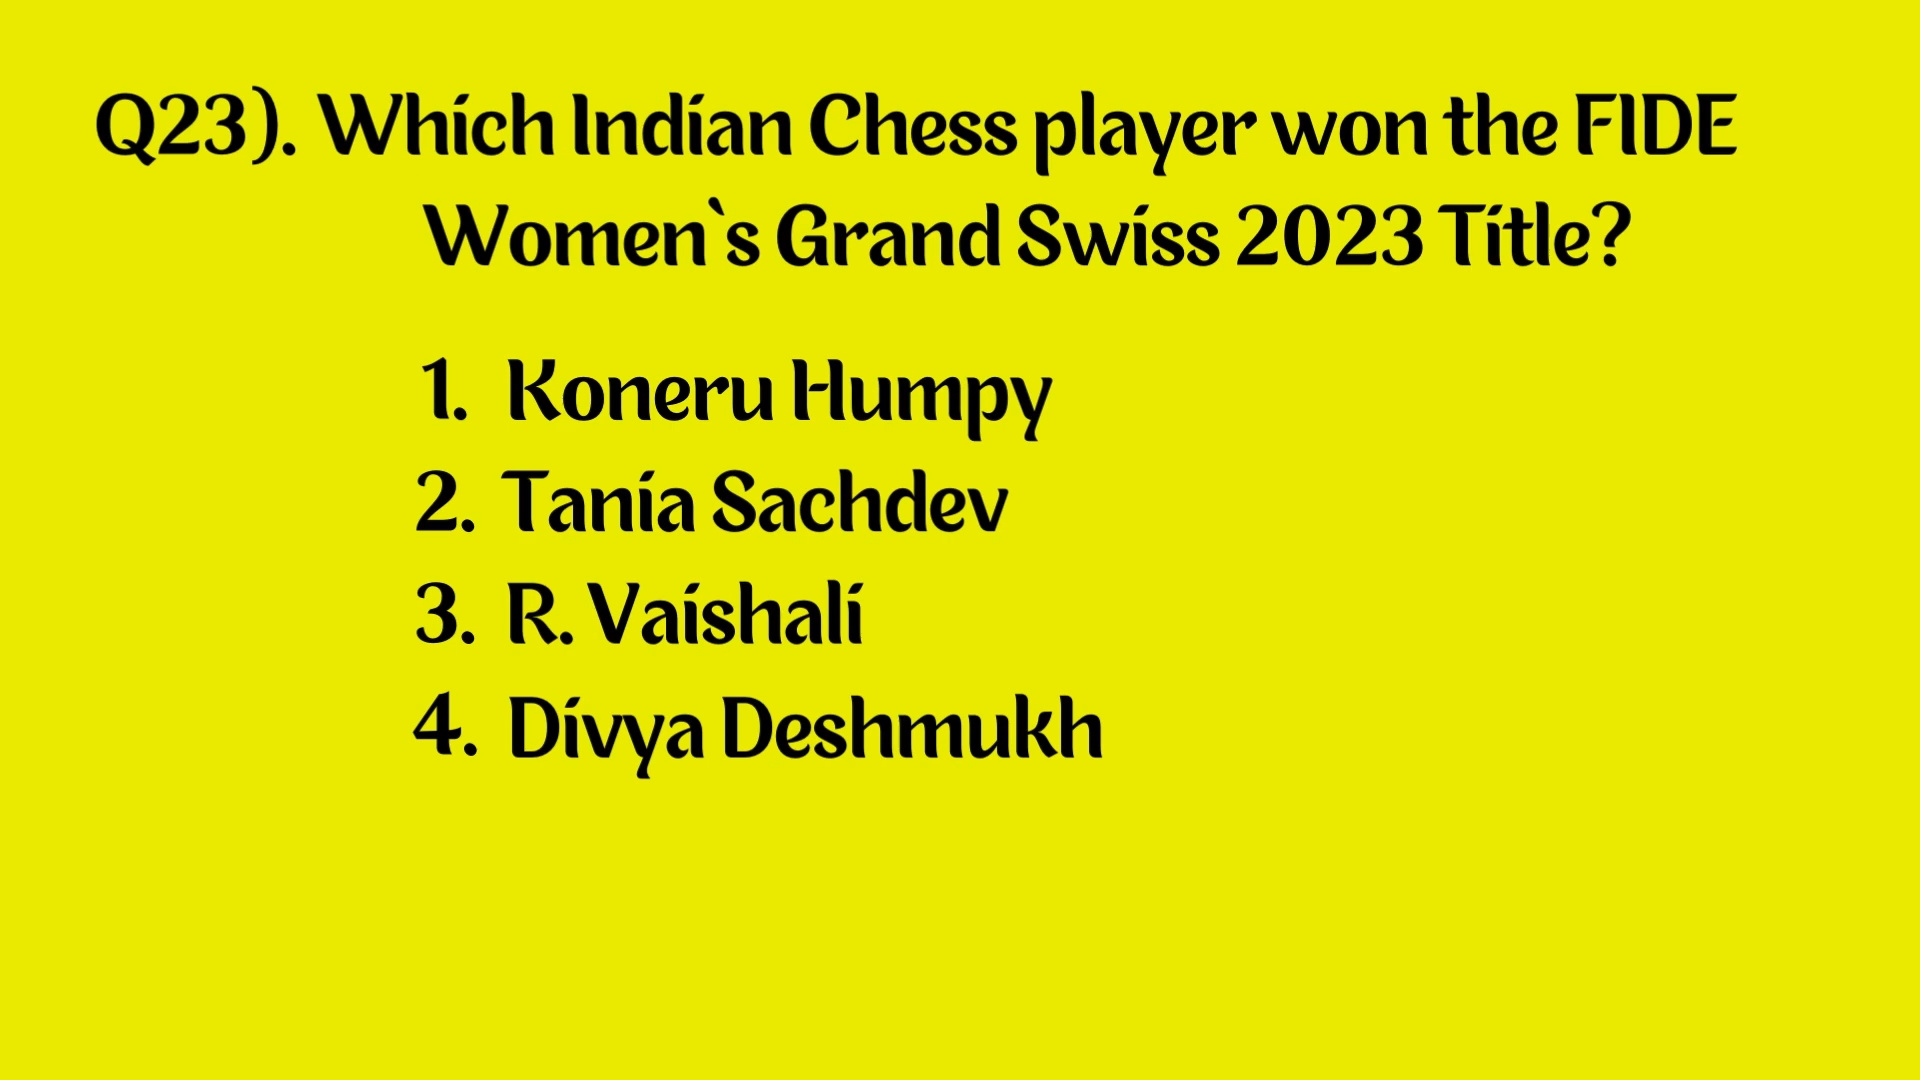 Q23). Which Indian Chess player won the FIDE
Women`s Grand Swiss 2023 Title?
1. Koneru Humpy
2. Tania Sachdev
3. R. Vaishali
4. Divya Deshmukh